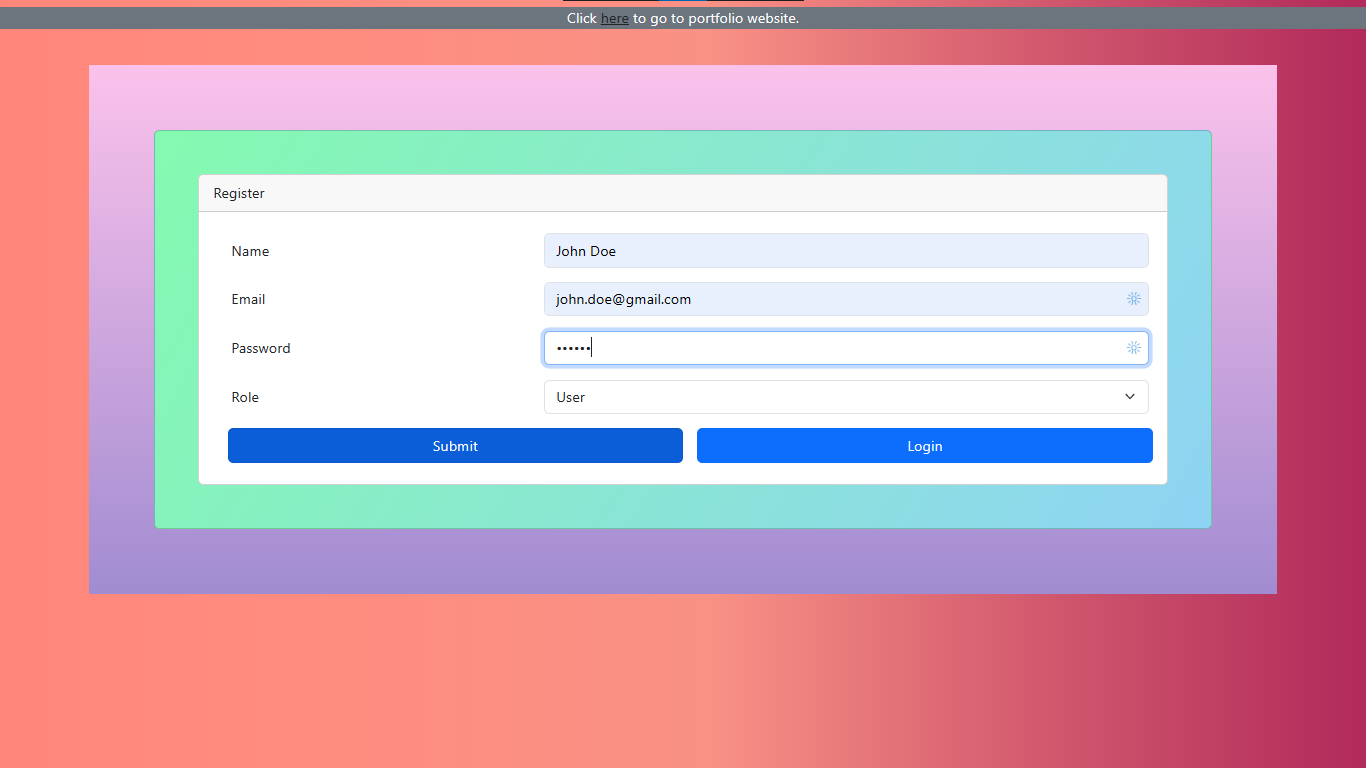 Click here to go to portfolio website.
Register
Name John Doe
Email john.doe@gmail.com
Password ••••••
Role User
Submit Login